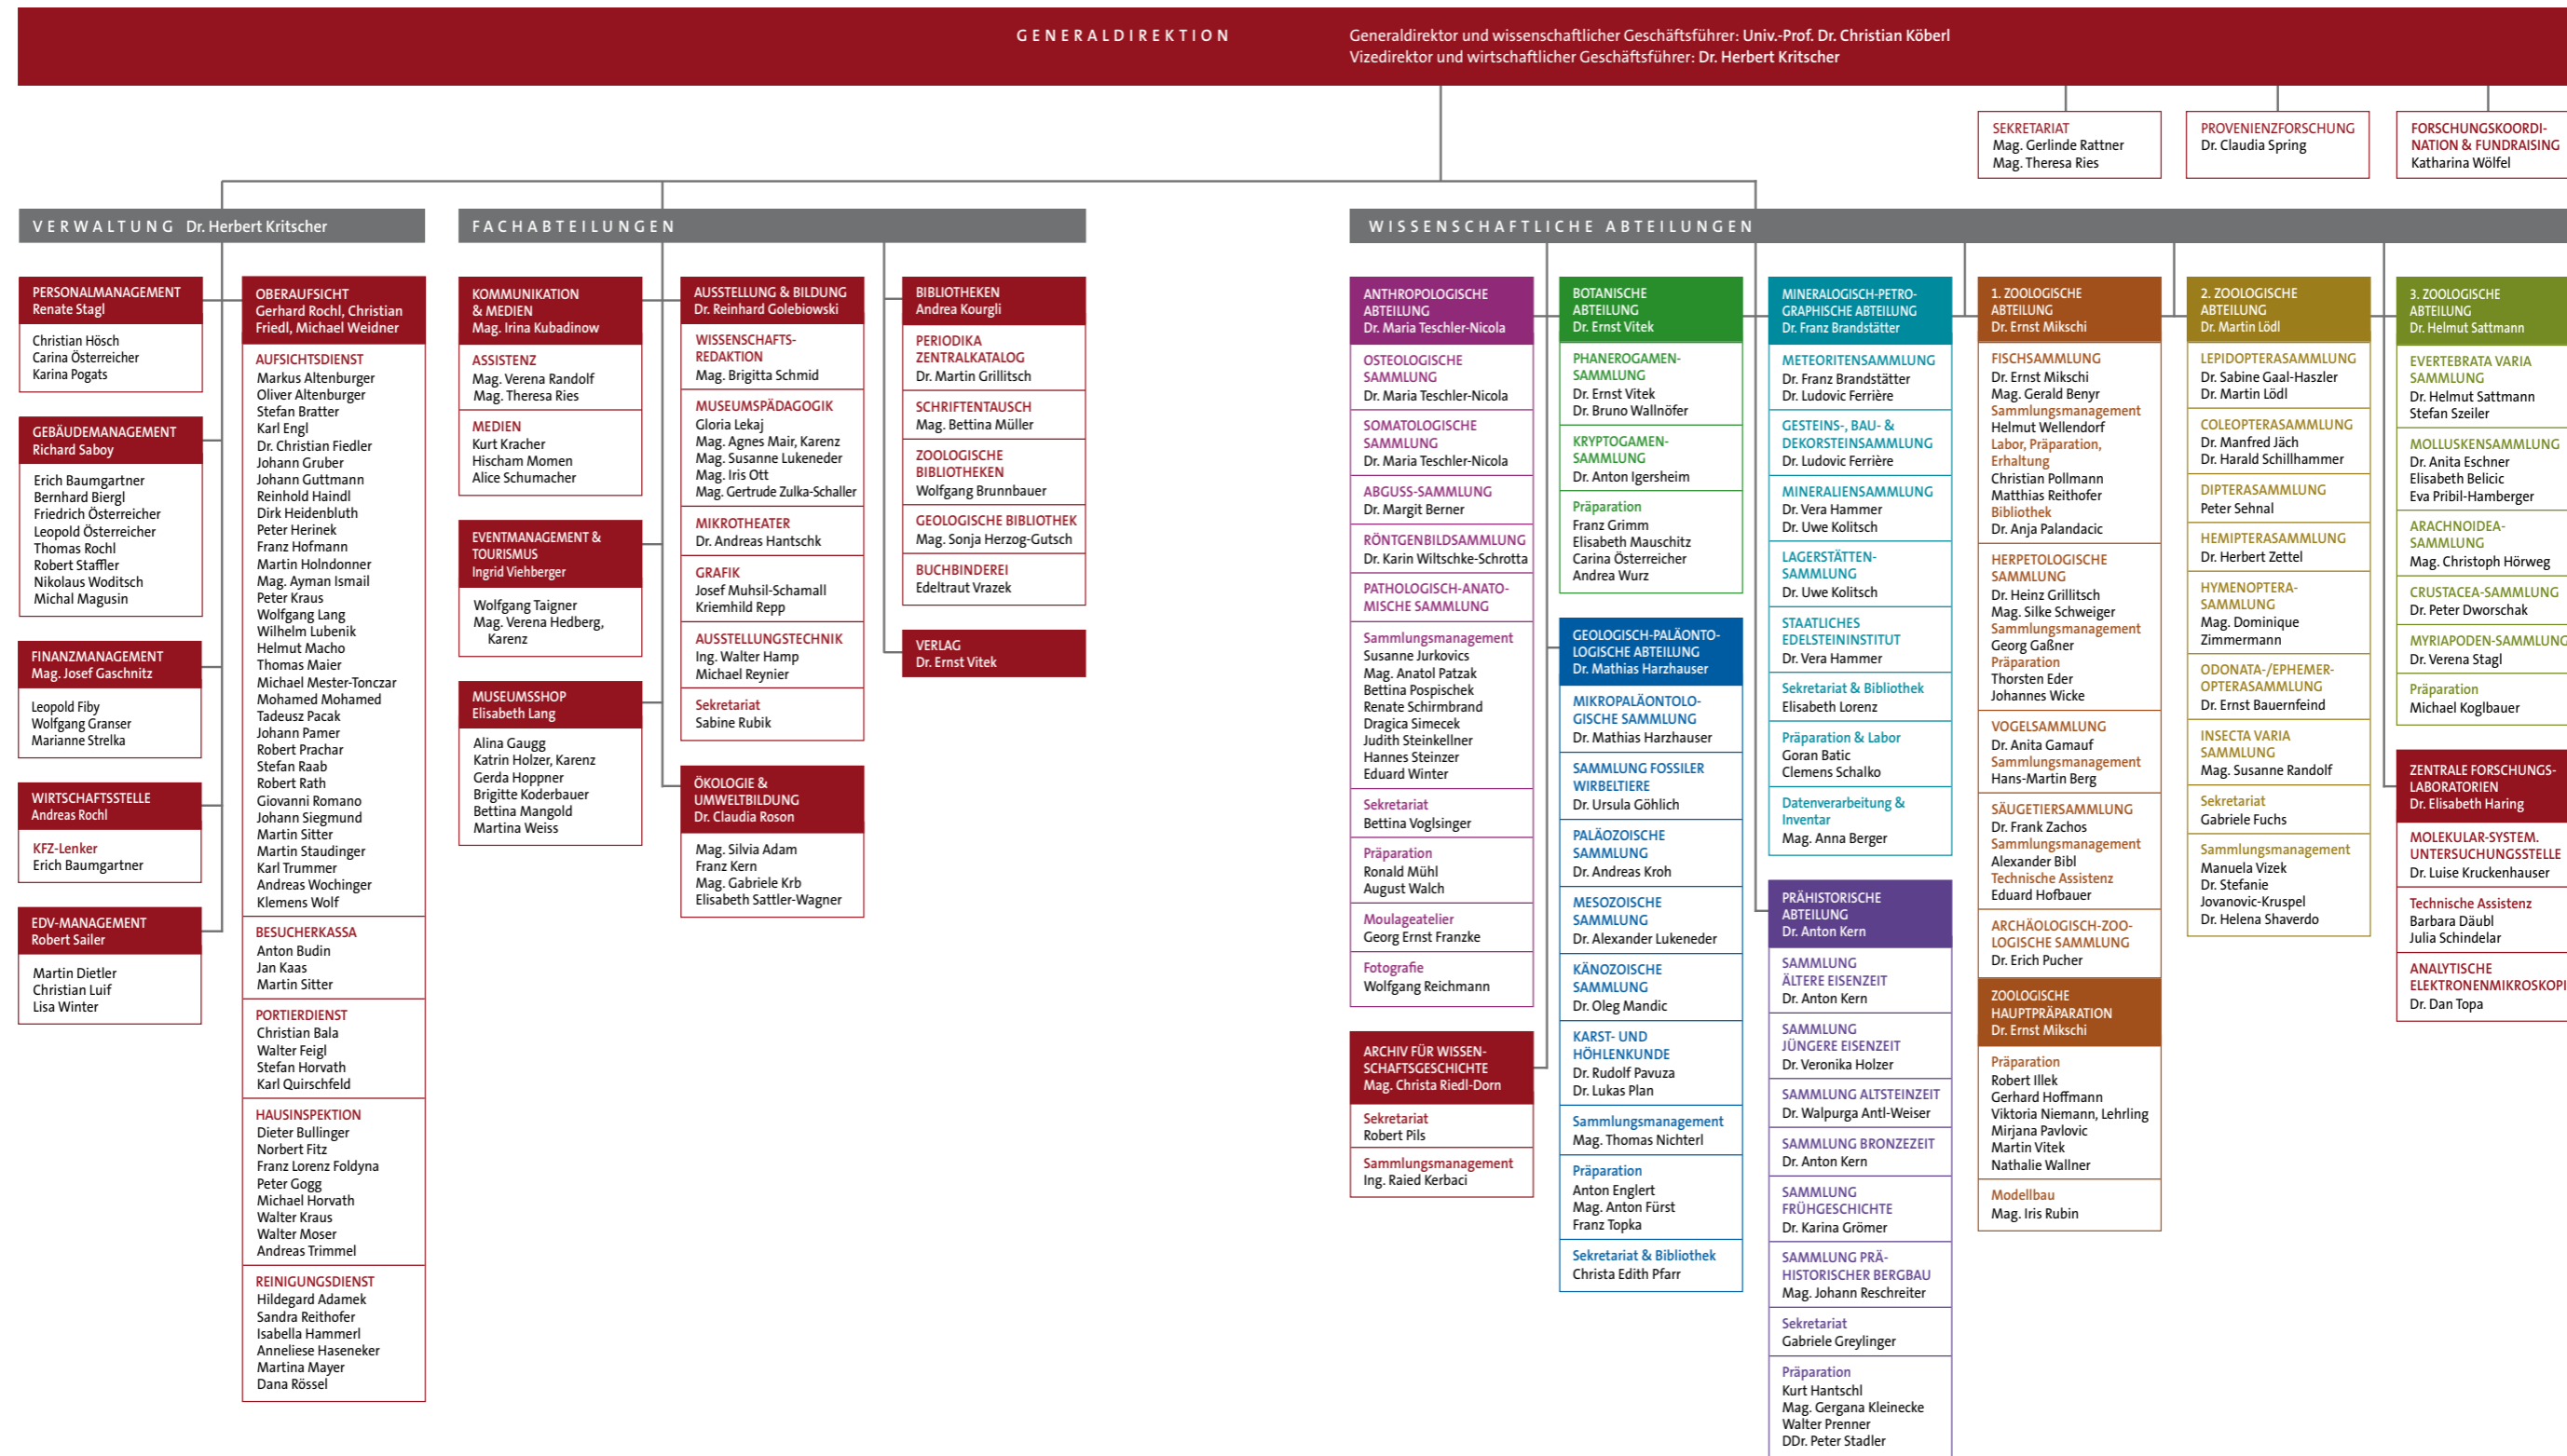 GENERALDIREKTION
Generaldirektor und wissenschaftlicher Geschäftsführer: Univ.-Prof. Dr. Christian Köberl
Vizedirektor und wirtschaftlicher Geschäftsführer: Dr. Herbert Kritscher
SEKRETARIAT
Mag. Gerlinde Rattner
Mag. Theresa Ries
PROVENIENZFORSCHUNG
Dr. Claudia Spring
FORSCHUNGSKOORDI-
NATION & FUNDRAISING
Katharina Wölfel
VERWALTUNG Dr. Herbert Kritscher
PERSONALMANAGEMENT
Renate Stagl
Christian Hösch
Carina Österreicher
Karina Pogats
GEBÄUDEMANAGEMENT
Richard Saboy
Erich Baumgartner
Bernhard Biergl
Friedrich Österreicher
Leopold Österreicher
Thomas Rochl
Robert Staffler
Nikolaus Woditsch
Michal Magusin
FINANZMANAGEMENT
Mag. Josef Gaschnitz
Leopold Fiby
Wolfgang Granser
Marianne Strelka
WIRTSCHAFTSSTELLE
Andreas Rochl
KFZ-Lenker
Erich Baumgartner
EDV-MANAGEMENT
Robert Sailer
Martin Dietler
Christian Luif
Lisa Winter
OBERAUFSICHT
Gerhard Rochl, Christian
Friedl, Michael Weidner
AUFSICHTSDIENST
Markus Altenburger
Oliver Altenburger
Stefan Bratter
Karl Engl
Dr. Christian Fiedler
Johann Gruber
Johann Guttmann
Reinhold Haindl
Dirk Heidenbluth
Peter Herinek
Franz Hofmann
Martin Holndonner
Mag. Ayman Ismail
Peter Kraus
Wolfgang Lang
Wilhelm Lubenik
Helmut Macho
Thomas Maier
Michael Mester-Tonczar
Mohamed Mohamed
Tadeusz Pacak
Johann Pamer
Robert Prachar
Stefan Raab
Robert Rath
Giovanni Romano
Johann Siegmund
Martin Sitter
Martin Staudinger
Karl Trummer
Andreas Wochinger
Klemens Wolf
BESUCHERKASSA
Anton Budin
Jan Kaas
Martin Sitter
PORTIERDIENST
Christian Bala
Walter Feigl
Stefan Horvath
Karl Quirschfeld
HAUSINSPEKTION
Dieter Bullinger
Norbert Fitz
Franz Lorenz Foldyna
Peter Gogg
Michael Horvath
Walter Kraus
Walter Moser
Andreas Trimmel
REINIGUNGSDIENST
Hildegard Adamek
Sandra Reithofer
Isabella Hammerl
Anneliese Haseneker
Martina Mayer
Dana Rössel
FACHABTEILUNGEN
KOMMUNIKATION
& MEDIEN
Mag. Irina Kubadinow
ASSISTENZ
Mag. Verena Randolf
Mag. Theresa Ries
MEDIEN
Kurt Kracher
Hischam Momen
Alice Schumacher
EVENTMANAGEMENT &
TOURISMUS
Ingrid Viehberger
Wolfgang Taigner
Mag. Verena Hedberg,
Karenz
MUSEUMSSHOP
Elisabeth Lang
Alina Gaugg
Katrin Holzer, Karenz
Gerda Hoppner
Brigitte Koderbauer
Bettina Mangold
Martina Weiss
AUSSTELLUNG & BILDUNG
Dr. Reinhard Golebiowski
WISSENSCHAFTS-
REDAKTION
Mag. Brigitta Schmid
MUSEUMSPÄDAGOGIK
Gloria Lekaj
Mag. Agnes Mair, Karenz
Mag. Susanne Lukeneder
Mag. Iris Ott
Mag. Gertrude Zulka-Schaller
MIKROTHEATER
Dr. Andreas Hantschk
GRAFIK
Josef Muhsil-Schamall
Kriemhild Repp
AUSSTELLUNGSTECHNIK
Ing. Walter Hamp
Michael Reynier
Sekretariat
Sabine Rubik
ÖKOLOGIE &
UMWELTBILDUNG
Dr. Claudia Roson
Mag. Silvia Adam
Franz Kern
Mag. Gabriele Krb
Elisabeth Sattler-Wagner
BIBLIOTHEKEN
Andrea Kourgli
PERIODIKA
ZENTRALKATALOG
Dr. Martin Grillitsch
SCHRIFTENTAUSCH
Mag. Bettina Müller
ZOOLOGISCHE
BIBLIOTHEKEN
Wolfgang Brunnbauer
GEOLOGISCHE BIBLIOTHEK
Mag. Sonja Herzog-Gutsch
BUCHBINDEREI
Edeltraut Vrazek
VERLAG
Dr. Ernst Vitek
WISSENSCHAFTLICHE ABTEILUNGEN
ANTHROPOLOGISCHE
ABTEILUNG
Dr. Maria Teschler-Nicola
OSTEOLOGISCHE
SAMMLUNG
Dr. Maria Teschler-Nicola
SOMATOLOGISCHE
SAMMLUNG
Dr. Maria Teschler-Nicola
ABGUSS-SAMMLUNG
Dr. Margit Berner
RÖNTGENBILDSAMMLUNG
Dr. Karin Wiltschke-Schrotta
PATHOLOGISCH-ANATO-
MISCHE SAMMLUNG
Sammlungsmanagement
Susanne Jurkovics
Mag. Anatol Patzak
Bettina Pospischek
Renate Schirmbrand
Dragica Simecek
Judith Steinkellner
Hannes Steinzer
Eduard Winter
Sekretariat
Bettina Voglsinger
Präparation
Ronald Mühl
August Walch
Moulageatelier
Georg Ernst Franzke
Fotografie
Wolfgang Reichmann
ARCHIV FÜR WISSEN-
SCHAFTSGESCHICHTE
Mag. Christa Riedl-Dorn
Sekretariat
Robert Pils
Sammlungsmanagement
Ing. Raied Kerbaci
BOTANISCHE
ABTEILUNG
Dr. Ernst Vitek
PHANEROGAMEN-
SAMMLUNG
Dr. Ernst Vitek
Dr. Bruno Wallnöfer
KRYPTOGAMEN-
SAMMLUNG
Dr. Anton Igersheim
Präparation
Franz Grimm
Elisabeth Mauschitz
Carina Österreicher
Andrea Wurz
GEOLOGISCH-PALÄONTO-
LOGISCHE ABTEILUNG
Dr. Mathias Harzhauser
MIKROPALÄONTOLO-
GISCHE SAMMLUNG
Dr. Mathias Harzhauser
SAMMLUNG FOSSILER
WIRBELTIERE
Dr. Ursula Göhlich
PALÄOZOISCHE
SAMMLUNG
Dr. Andreas Kroh
MESOZOISCHE
SAMMLUNG
Dr. Alexander Lukeneder
KÄNOZOISCHE
SAMMLUNG
Dr. Oleg Mandic
KARST- UND
HÖHLENKUNDE
Dr. Rudolf Pavuza
Dr. Lukas Plan
Sammlungsmanagement
Mag. Thomas Nichterl
Präparation
Anton Englert
Mag. Anton Fürst
Franz Topka
Sekretariat & Bibliothek
Christa Edith Pfarr
MINERALOGISCH-PETRO-
GRAPHISCHE ABTEILUNG
Dr. Franz Brandstätter
METEORITENSAMMLUNG
Dr. Franz Brandstätter
Dr. Ludovic Ferrière
GESTEINS-, BAU- &
DEKORSTEINSAMMLUNG
Dr. Ludovic Ferrière
MINERALIENSAMMLUNG
Dr. Vera Hammer
Dr. Uwe Kolitsch
LAGERSTÄTTEN-
SAMMLUNG
Dr. Uwe Kolitsch
STAATLICHES
EDELSTEININSTITUT
Dr. Vera Hammer
Sekretariat & Bibliothek
Elisabeth Lorenz
Präparation & Labor
Goran Batic
Clemens Schalko
Datenverarbeitung &
Inventar
Mag. Anna Berger
PRÄHISTORISCHE
ABTEILUNG
Dr. Anton Kern
SAMMLUNG
ÄLTERE EISENZEIT
Dr. Anton Kern
SAMMLUNG
JÜNGERE EISENZEIT
Dr. Veronika Holzer
SAMMLUNG ALTSTEINZEIT
Dr. Walpurga Antl-Weiser
SAMMLUNG BRONZEZEIT
Dr. Anton Kern
SAMMLUNG
FRÜHGESCHICHTE
Dr. Karina Grömer
SAMMLUNG PRÄ-
HISTORISCHER BERGBAU
Mag. Johann Reschreiter
Sekretariat
Gabriele Greylinger
Präparation
Kurt Hantschl
Mag. Gergana Kleinecke
Walter Prenner
DDr. Peter Stadler
1. ZOOLOGISCHE
ABTEILUNG
Dr. Ernst Mikschi
FISCHSAMMLUNG
Dr. Ernst Mikschi
Mag. Gerald Benyr
Sammlungsmanagement
Helmut Wellendorf
Labor, Präparation,
Erhaltung
Christian Pollmann
Matthias Reithofer
Bibliothek
Dr. Anja Palandacic
HERPETOLOGISCHE
SAMMLUNG
Dr. Heinz Grillitsch
Mag. Silke Schweiger
Sammlungsmanagement
Georg Gaßner
Präparation
Thorsten Eder
Johannes Wicke
VOGELSAMMLUNG
Dr. Anita Gamauf
Sammlungsmanagement
Hans-Martin Berg
SÄUGETIERSAMMLUNG
Dr. Frank Zachos
Sammlungsmanagement
Alexander Bibl
Technische Assistenz
Eduard Hofbauer
ARCHÄOLOGISCH-ZOO-
LOGISCHE SAMMLUNG
Dr. Erich Pucher
ZOOLOGISCHE
HAUPTPRÄPARATION
Dr. Ernst Mikschi
Präparation
Robert Illek
Gerhard Hoffmann
Viktoria Niemann, Lehrling
Mirjana Pavlovic
Martin Vitek
Nathalie Wallner
Modellbau
Mag. Iris Rubin
2. ZOOLOGISCHE
ABTEILUNG
Dr. Martin Lödl
LEPIDOPTERASAMMLUNG
Dr. Sabine Gaal-Haszler
Dr. Martin Lödl
COLEOPTERASAMMLUNG
Dr. Manfred Jäch
Dr. Harald Schillhammer
DIPTERASAMMLUNG
Peter Sehnal
HEMIPTERASAMMLUNG
Dr. Herbert Zettel
HYMENOPTERA-
SAMMLUNG
Mag. Dominique
Zimmermann
ODONATA-/EPHEMER-
OPTERASAMMLUNG
Dr. Ernst Bauernfeind
INSECTA VARIA
SAMMLUNG
Mag. Susanne Randolf
Sekretariat
Gabriele Fuchs
Sammlungsmanagement
Manuela Vizek
Dr. Stefanie
Jovanovic-Kruspel
Dr. Helena Shaverdo
3. ZOOLOGISCHE
ABTEILUNG
Dr. Helmut Sattmann
EVERTEBRATA VARIA
SAMMLUNG
Dr. Helmut Sattmann
Stefan Szeiler
MOLLUSKENSAMMLUNG
Dr. Anita Eschner
Elisabeth Belicic
Eva Pribil-Hamberger
ARACHNOIDEA-
SAMMLUNG
Mag. Christoph Hörweg
CRUSTACEA-SAMMLUNG
Dr. Peter Dworschak
MYRIAPODEN-SAMMLUNG
Dr. Verena Stagl
Präparation
Michael Koglbauer
ZENTRALE FORSCHUNGS-
LABORATORIEN
Dr. Elisabeth Haring
MOLEKULAR-SYSTEM.
UNTERSUCHUNGSSTELLE
Dr. Luise Kruckenhauser
Technische Assistenz
Barbara Däubl
Julia Schindelar
ANALYTISCHE
ELEKTRONENMIKROSKOPI
Dr. Dan Topa